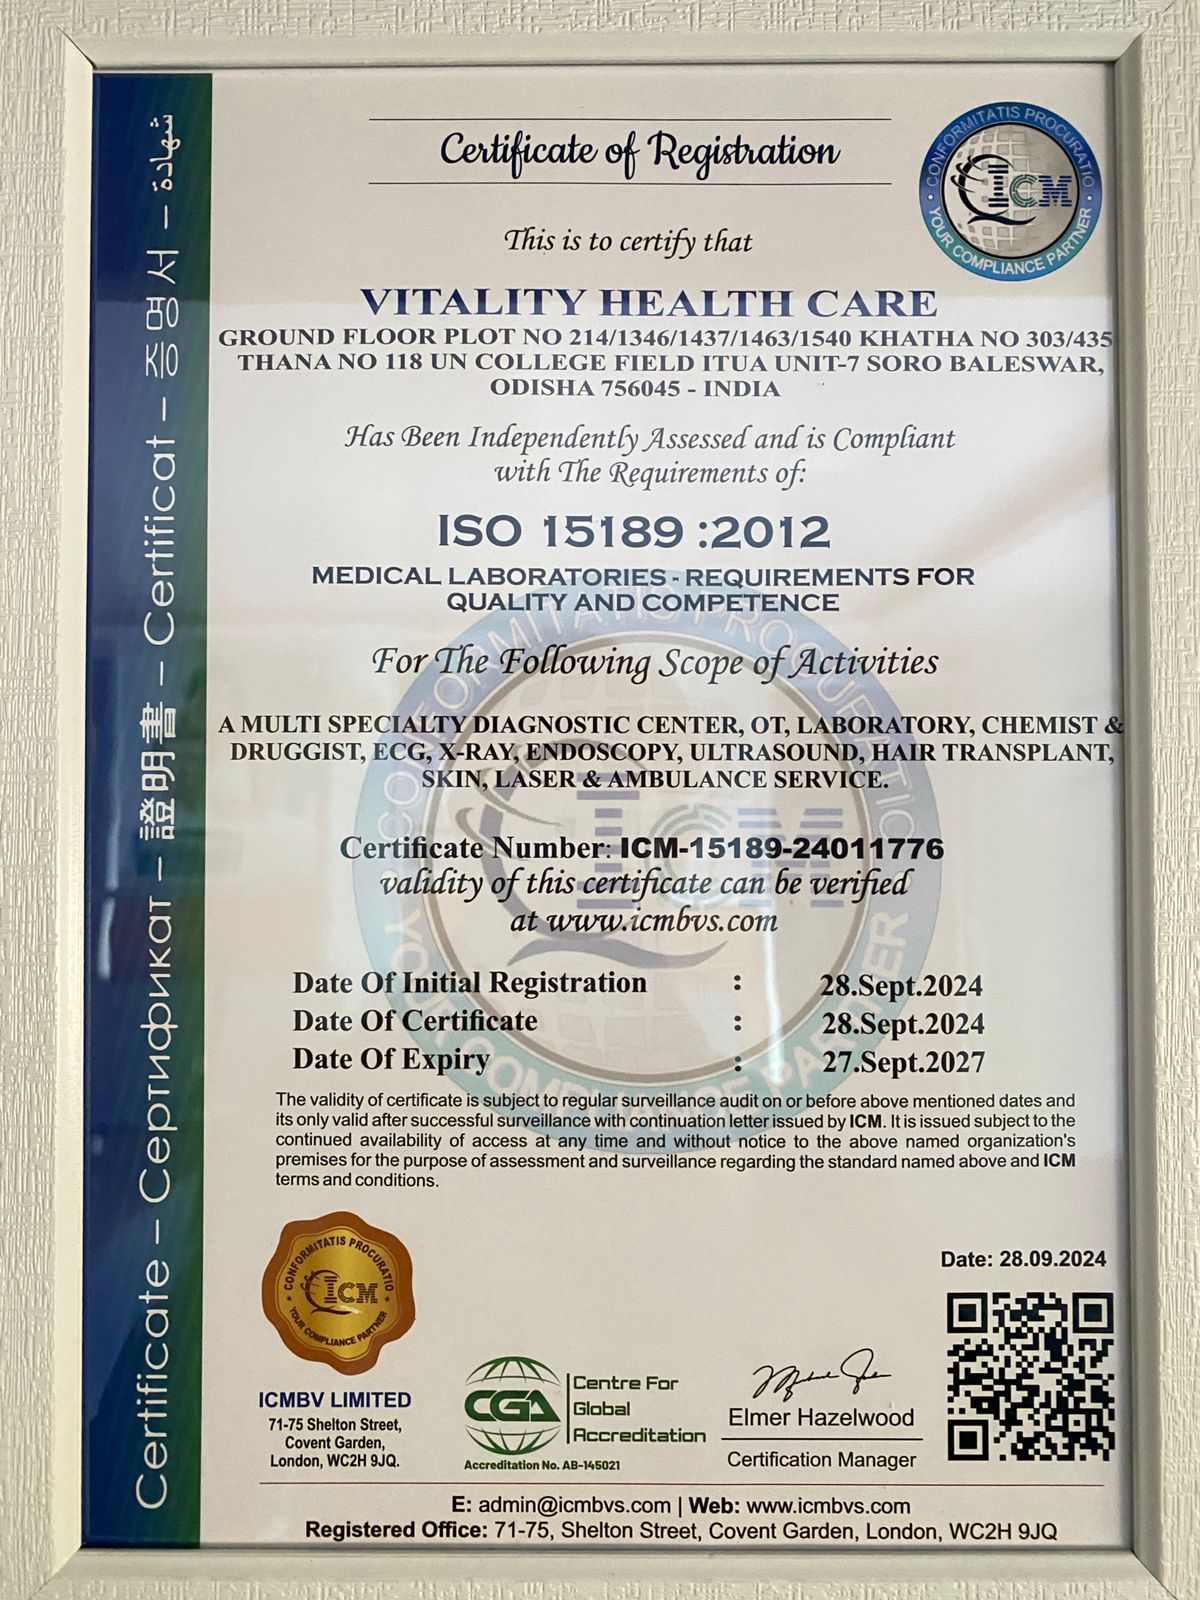 Certificate of Registration
CONFORMITATIS PROCURATIO
ICM
YOUR COMPLIANCE PARTNER
This is to certify that
VITALITY HEALTH CARE
GROUND FLOOR PLOT NO 214/1346/1437/1463/1540 KHATHA NO 303/435
THANA NO 118 UN COLLEGE FIELD ITUA UNIT-7 SORO BALESWAR,
ODISHA 756045 - INDIA
Has Been Independently Assessed and is Compliant
with The Requirements of:
ISO 15189 :2012
MEDICAL LABORATORIES - REQUIREMENTS FOR
QUALITY AND COMPETENCE
For The Following Scope of Activities
A MULTI SPECIALTY DIAGNOSTIC CENTER, OT, LABORATORY, CHEMIST &
DRUGGIST, ECG, X-RAY, ENDOSCOPY, ULTRASOUND, HAIR TRANSPLANT,
SKIN, LASER & AMBULANCE SERVICE.
CONFORMITATIS PROCURATIO
ICM
YOUR COMPLIANCE PARTNER
Certificate Number: ICM-15189-24011776
validity of this certificate can be verified
at www.icmbvs.com
Date Of Initial Registration : 28.Sept.2024
Date Of Certificate : 28.Sept.2024
Date Of Expiry : 27.Sept.2027
The validity of certificate is subject to regular surveillance audit on or before above mentioned dates and
its only valid after successful surveillance with continuation letter issued by ICM. It is issued subject to the
continued availability of access at any time and without notice to the above named organization's
premises for the purpose of assessment and surveillance regarding the standard named above and ICM
terms and conditions.
Certificate – Сертификат – 證明書 – Certificat – 증명서 – شهادة
CONFORMITATIS PROCURATIO
ICM
YOUR COMPLIANCE PARTNER
ICMBV LIMITED
71-75 Shelton Street,
Covent Garden,
London, WC2H 9JQ.
CGA
Centre For
Global
Accreditation
Accreditation No. AB-145021
Elmer Hazelwood
Certification Manager
Date: 28.09.2024
E: admin@icmbvs.com | Web: www.icmbvs.com
Registered Office: 71-75, Shelton Street, Covent Garden, London, WC2H 9JQ